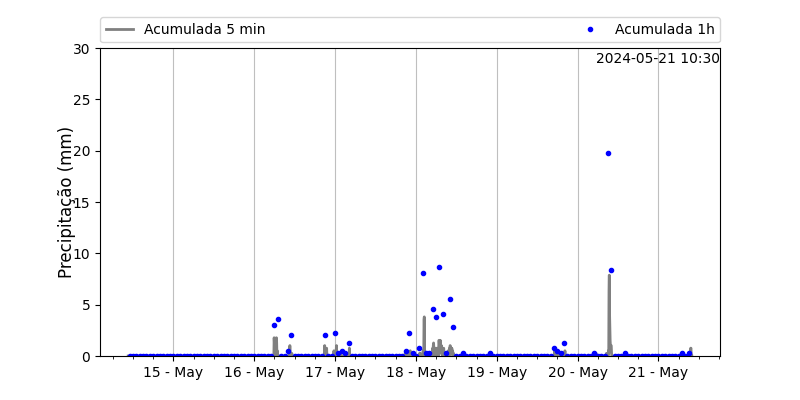 Acumulada 5 min
Acumulada 1h
2024-05-21 10:30
Precipitação (mm)
30
25
20
15
10
5
0
15 - May
16 - May
17 - May
18 - May
19 - May
20 - May
21 - May